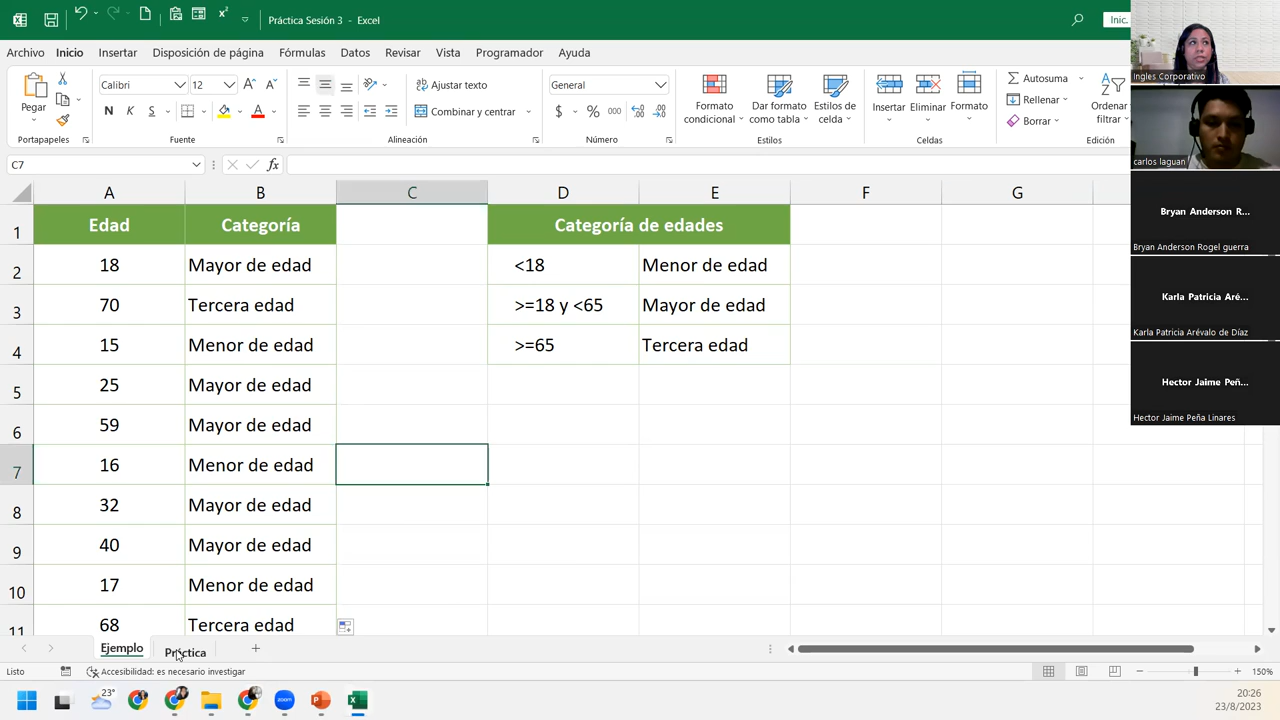 Práctica Sesión 3 - Excel
Inic.
Archivo
Inicio
Disposición de página
Fórmulas
Datos
Revisar
Vista
Pegar
Calibri
12
N
K
S
Ajustar texto
Combinar y centrar
General
$
%
000
Formato condicional
Dar formato como tabla
Estilos de celda
Insertar
Eliminar
Formato
Autosuma
Rellenar
Borrar
Ordenar
filtrar
Portapapeles
Fuente
Alineación
Número
Estilos
Celdas
Edición
C7
fx
A B C D E F G
1 Edad Categoría Categoría de edades
2 18 Mayor de edad <18 Menor de edad
3 70 Tercera edad >=18 y <65 Mayor de edad
4 15 Menor de edad >=65 Tercera edad
5 25 Mayor de edad
6 59 Mayor de edad
7 16 Menor de edad
8 32 Mayor de edad
9 40 Mayor de edad
10 17 Menor de edad
11 68 Tercera edad
Ejemplo
Práctica
Listo
Accesibilidad: es necesario investigar
150%
23°
zoom
20:26
23/8/2023
Ingles Corporativo
carlos laguan
Bryan Anderson R...
Bryan Anderson Rogel guerra
Karla Patricia Aré...
Karla Patricia Arévalo de Díaz
Hector Jaime Peñ...
Hector Jaime Peña Linares